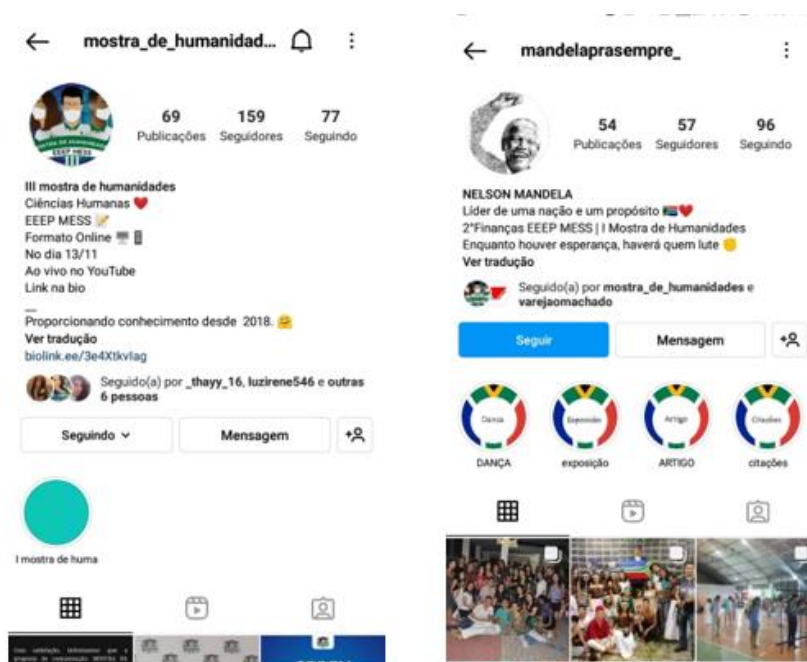 mostra_de_humanidad...
69 159 77
Publicações Seguidores Seguindo
III mostra de humanidades
Ciências Humanas ❤️
EEEP MESS 📝
Formato Online 🖥️📱
No dia 13/11
Ao vivo no YouTube
Link na bio
__
Proporcionando conhecimento desde 2018. 🤗
Ver tradução
biolink.ee/3e4Xtkvlag
Seguido(a) por _thayy_16, luzirene546 e outras
6 pessoas
Seguindo Mensagem
I mostra de huma
mandelaprasempre_
54 57 96
Publicações Seguidores Seguindo
NELSON MANDELA
Líder de uma nação e um propósito 🇿🇦❤️
2°Finanças EEEP MESS | I Mostra de Humanidades
Enquanto houver esperança, haverá quem lute ✊
Ver tradução
Seguido(a) por mostra_de_humanidades e
varejaomachado
Seguir Mensagem
Danca Exposição Artigo Citações
DANÇA exposição ARTIGO citações